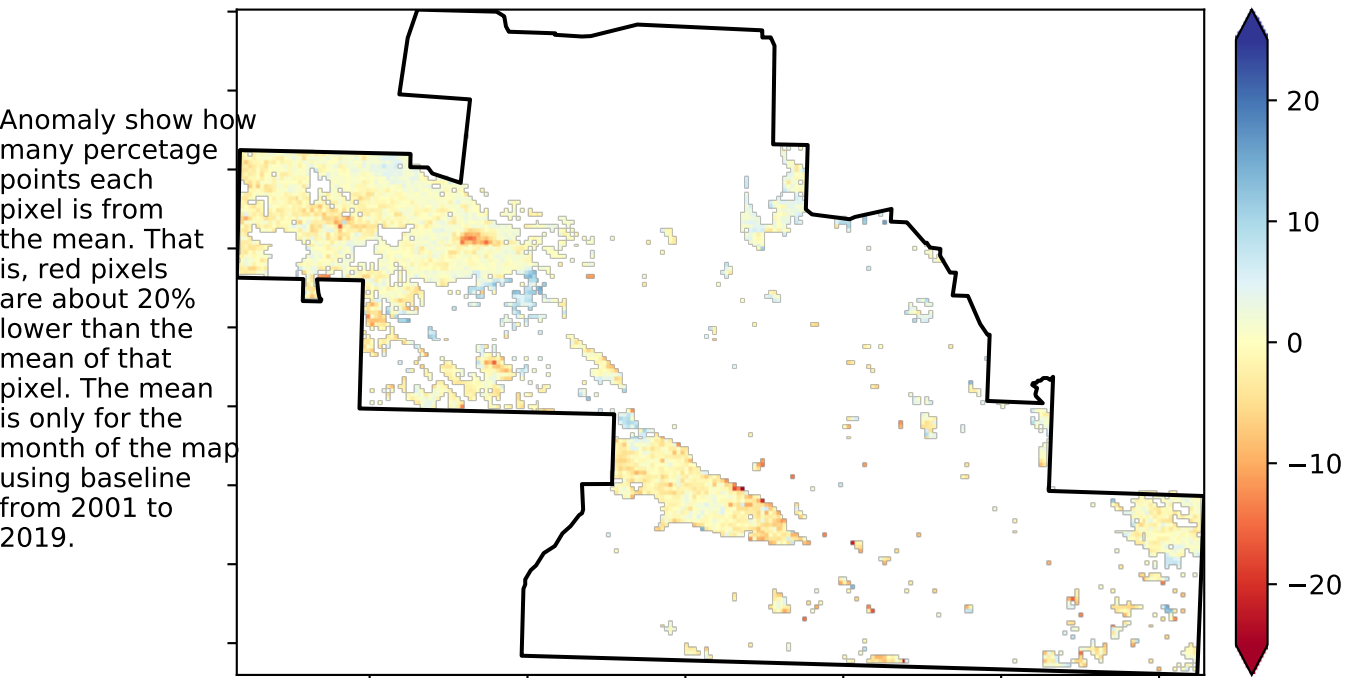 Anomaly show how
many percetage
points each
pixel is from
the mean. That
is, red pixels
are about 20%
lower than the
mean of that
pixel. The mean
is only for the
month of the map
using baseline
from 2001 to
2019.
20
10
0
−10
−20